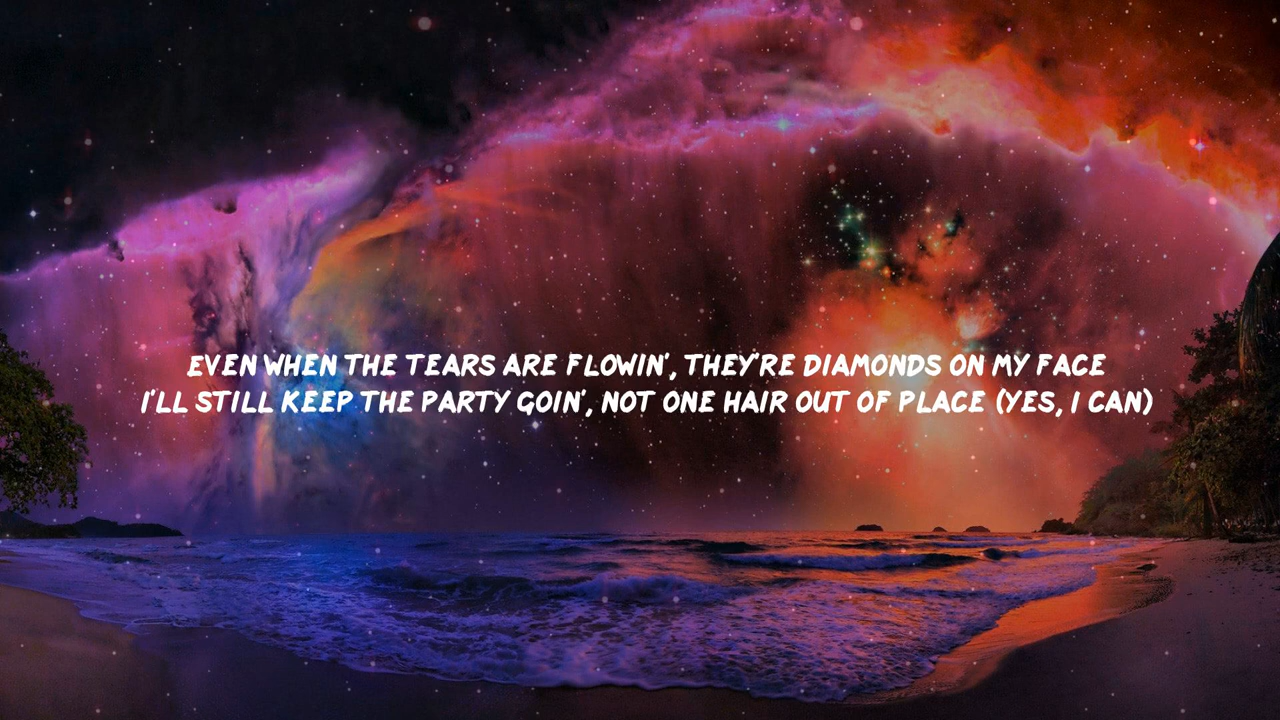 EVEN WHEN THE TEARS ARE FLOWIN', THEY'RE DIAMONDS ON MY FACE
I'LL STILL KEEP THE PARTY GOIN', NOT ONE HAIR OUT OF PLACE (YES, I CAN)